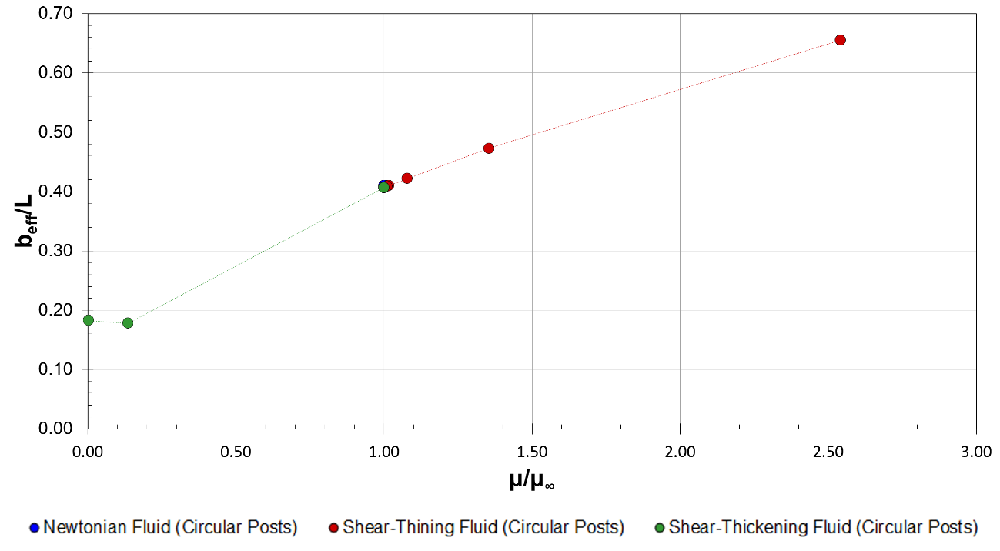 0.70
0.60
0.50
0.40
0.30
0.20
0.10
0.00
beff/L
0.00 0.50 1.00 1.50 2.00 2.50 3.00
μ/μ∞
Newtonian Fluid (Circular Posts) Shear-Thining Fluid (Circular Posts) Shear-Thickening Fluid (Circular Posts)